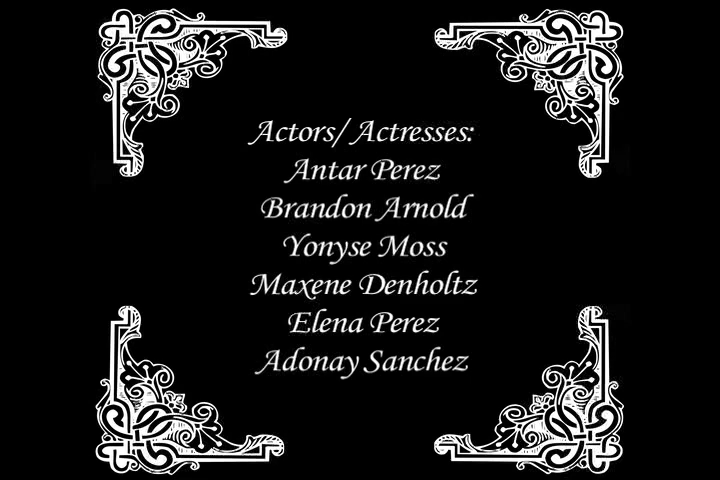 Actors/ Actresses:
Antar Perez
Brandon Arnold
Yonyse Moss
Maxene Denholtz
Elena Perez
Adonay Sanchez